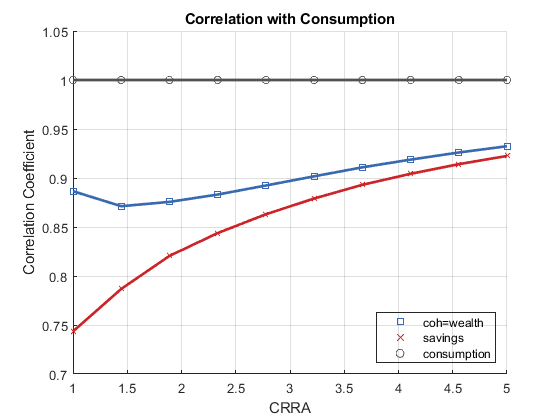 Correlation with Consumption
1.05
1
0.95
0.9
0.85
0.8
0.75
0.7
Correlation Coefficient
coh=wealth
savings
consumption
1 1.5 2 2.5 3 3.5 4 4.5 5
CRRA